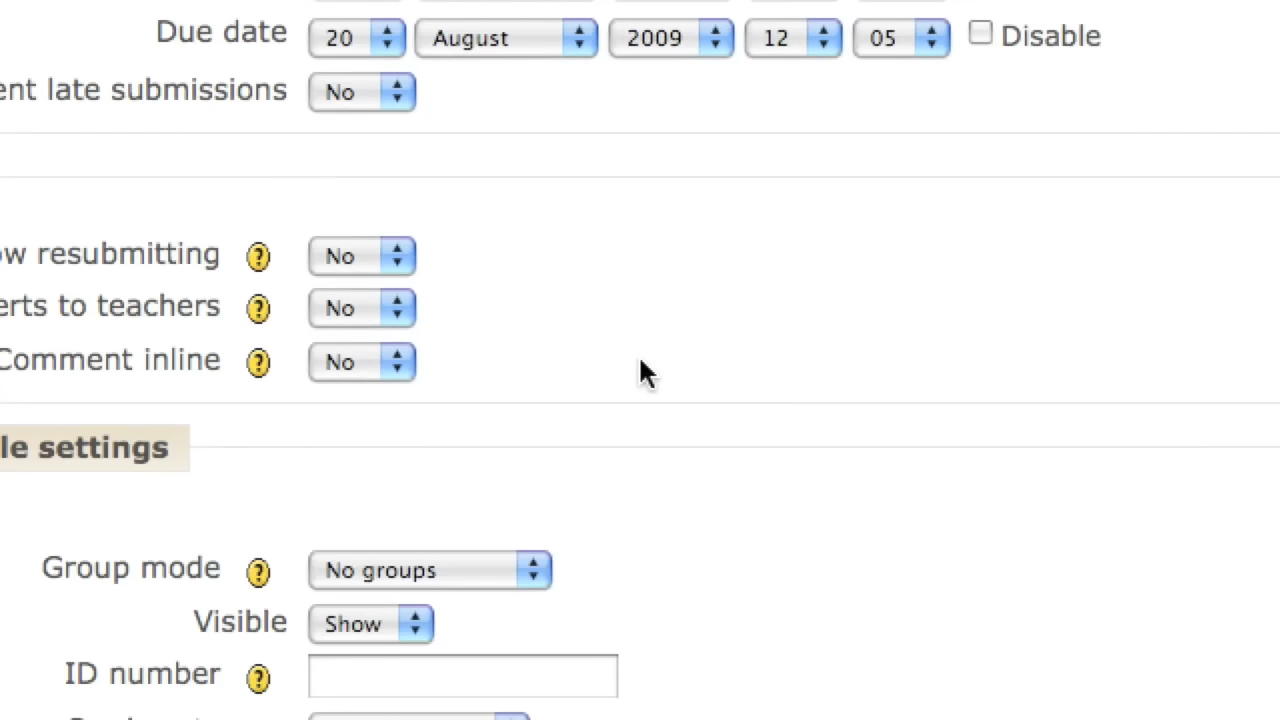 Due date 20 August 2009 12 05 Disable
ent late submissions No
ow resubmitting ? No
erts to teachers ? No
Comment inline ? No
le settings
Group mode ? No groups
Visible Show
ID number ?